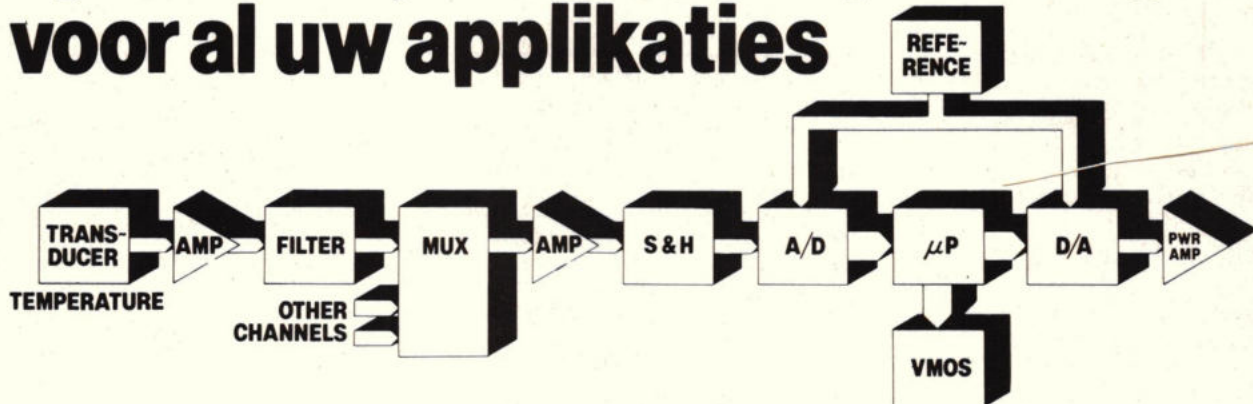 voor al uw applikaties
REFE-
RENCE
TRANS-
DUCER
AMP
FILTER
MUX
AMP
S & H
A/D
μP
D/A
PWR
AMP
TEMPERATURE
OTHER
CHANNELS
VMOS